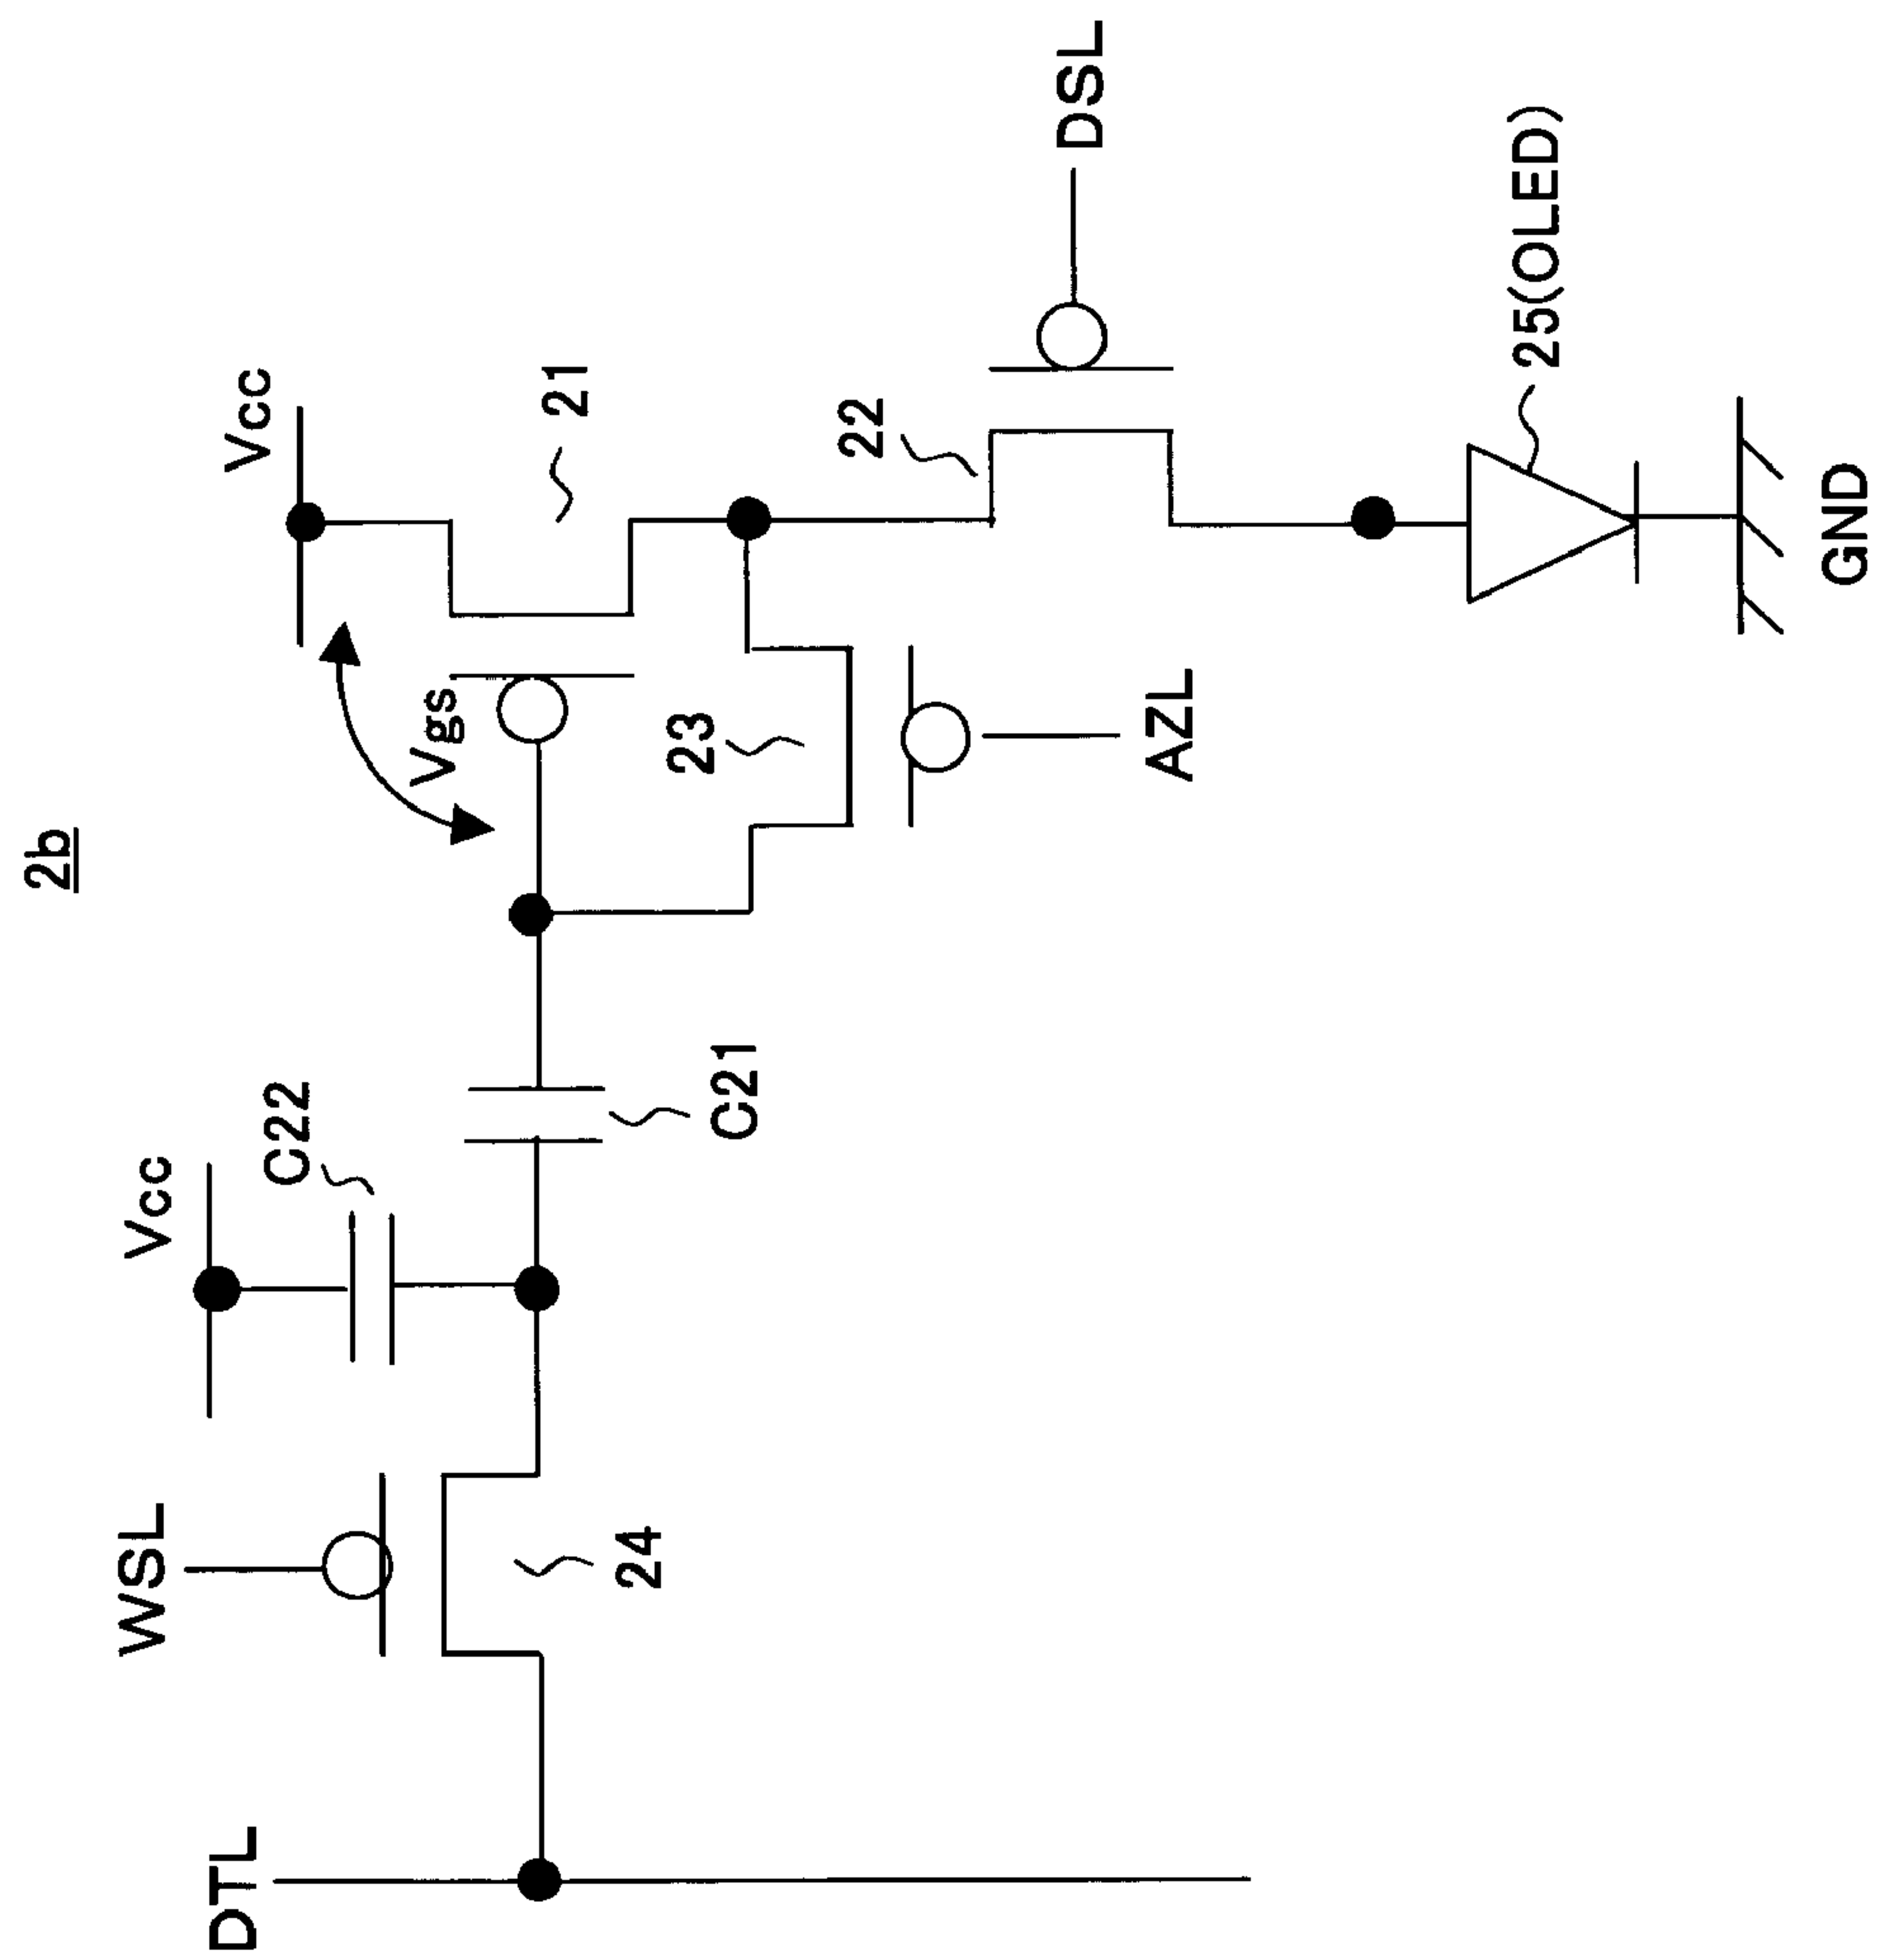 2b
Vcc
Vcc
WSL
C22
Vgs
21
DTL
24
C21
23
22
DSL
AZL
25(OLED)
GND